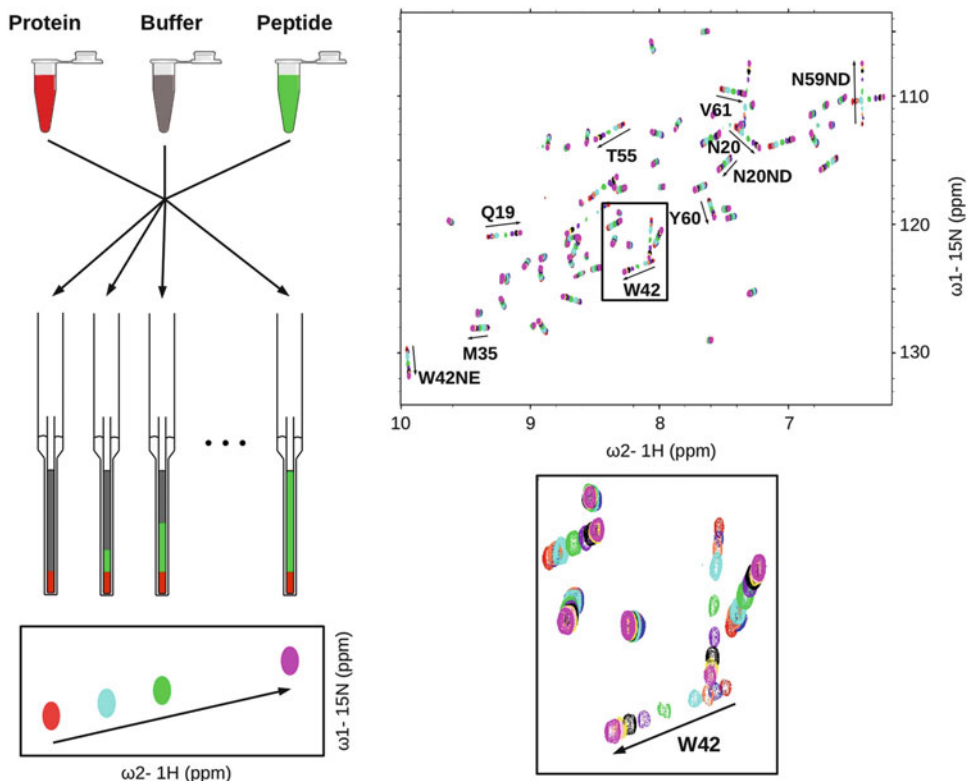 Protein
Buffer
Peptide
ω2- 1H (ppm)
ω1- 15N (ppm)
N59ND
V61
N20
T55
N20ND
Q19
Y60
W42
M35
W42NE
110
120
130
10
9
8
7
ω2- 1H (ppm)
ω1- 15N (ppm)
W42